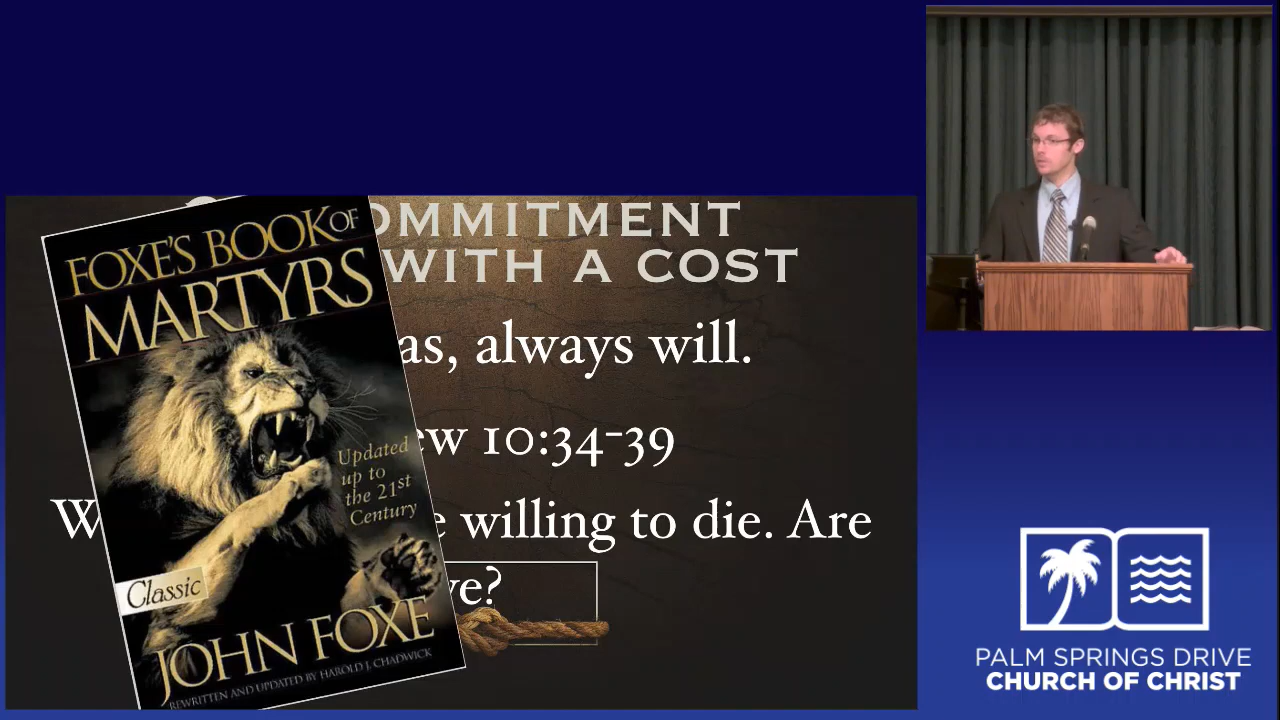 OMMITMENT
WITH A COST
as, always will.
ew 10:34-39
W e willing to die. Are
ve?
FOXE'S BOOK OF
MARTYRS
Updated
up to
the 21st
Century
Classic
JOHN FOXE
REWRITTEN AND UPDATED BY HAROLD J. CHADWICK
PALM SPRINGS DRIVE
CHURCH OF CHRIST